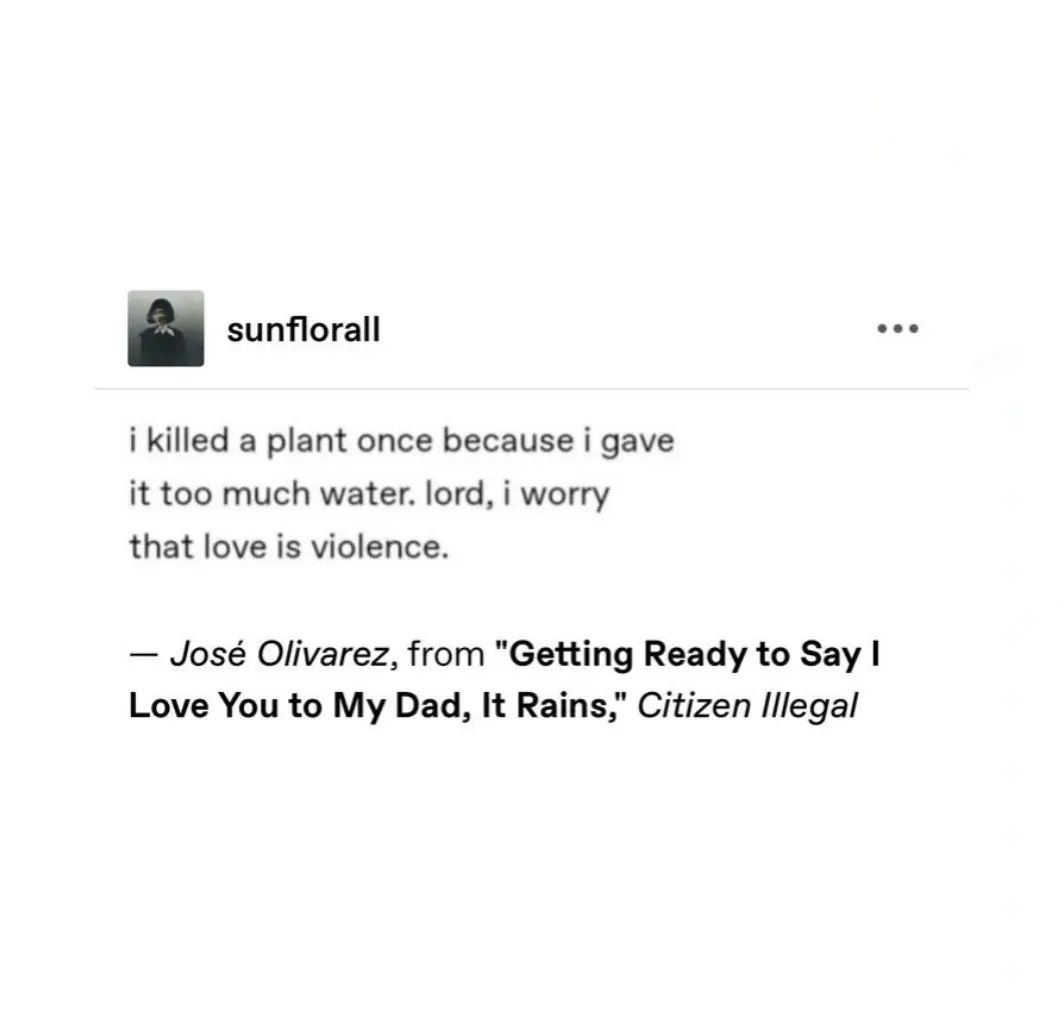 sunflorall
i killed a plant once because i gave
it too much water. lord, i worry
that love is violence.
— José Olivarez, from "Getting Ready to Say I
Love You to My Dad, It Rains," Citizen Illegal